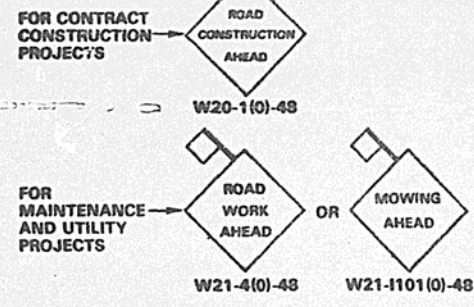 FOR CONTRACT
CONSTRUCTION
PROJECTS
ROAD
CONSTRUCTION
AHEAD
W20-1(0)-48
FOR
MAINTENANCE
AND UTILITY
PROJECTS
ROAD
WORK
AHEAD
W21-4(0)-48
OR
MOWING
AHEAD
W21-I101(0)-48